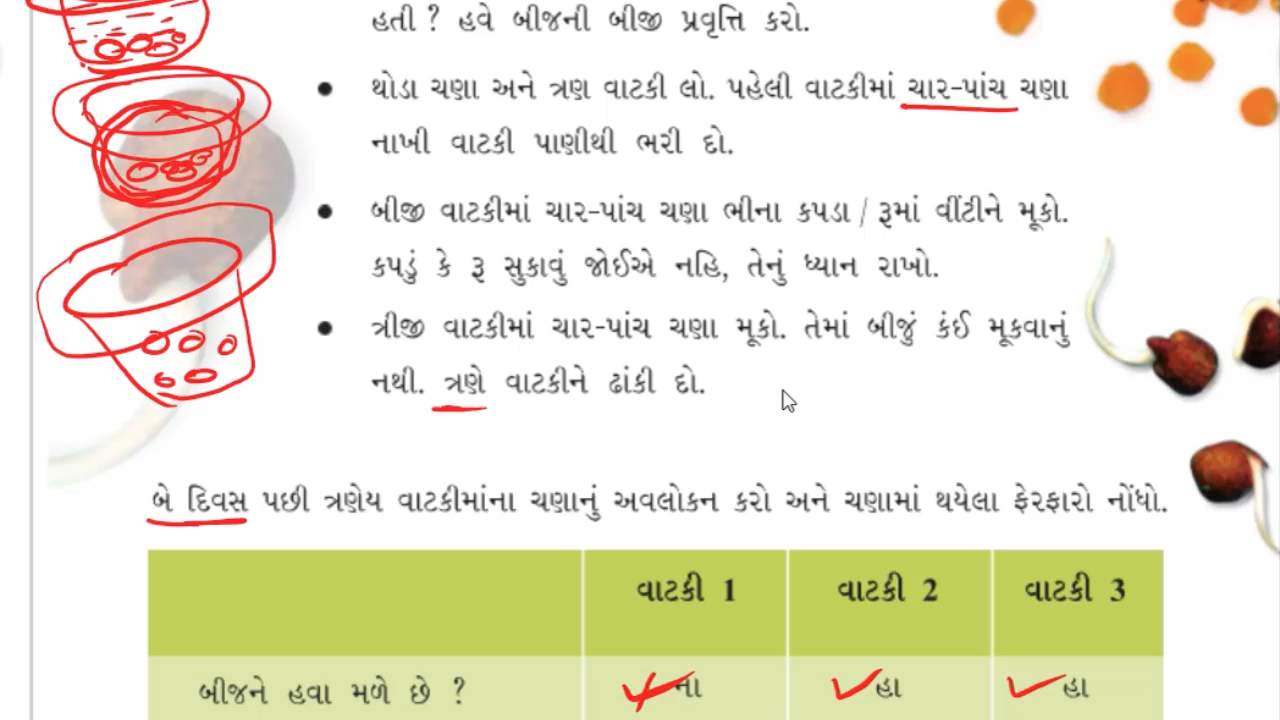 હતી ? હવે બીજની બીજી પ્રવૃત્તિ કરો.
• થોડા ચણા અને ત્રણ વાટકી લો. પહેલી વાટકીમાં ચાર-પાંચ ચણા
નાખી વાટકી પાણીથી ભરી દો.
• બીજી વાટકીમાં ચાર-પાંચ ચણા ભીના કપડા / રૂમાં વીંટીને મૂકો.
કપડું કે રૂ સુકાવું જોઈએ નહિ, તેનું ધ્યાન રાખો.
• ત્રીજી વાટકીમાં ચાર-પાંચ ચણા મૂકો. તેમાં બીજું કંઈ મૂકવાનું
નથી. ત્રણે વાટકીને ઢાંકી દો.
બે દિવસ પછી ત્રણેય વાટકીમાંના ચણાનું અવલોકન કરો અને ચણામાં થયેલા ફેરફારો નોંધો.
વાટકી 1 વાટકી 2 વાટકી 3
બીજને હવા મળે છે ? ના હા હા